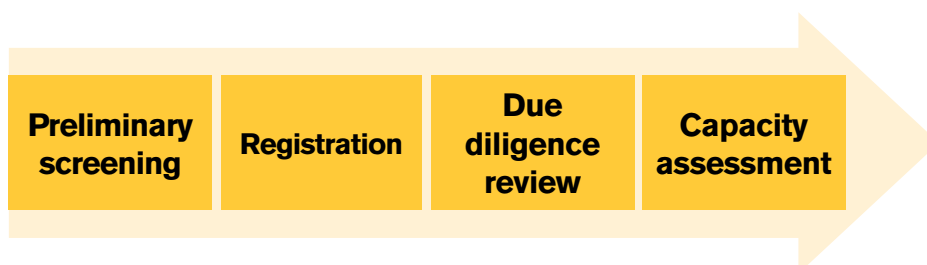 Preliminary
screening
Registration
Due
diligence
review
Capacity
assessment